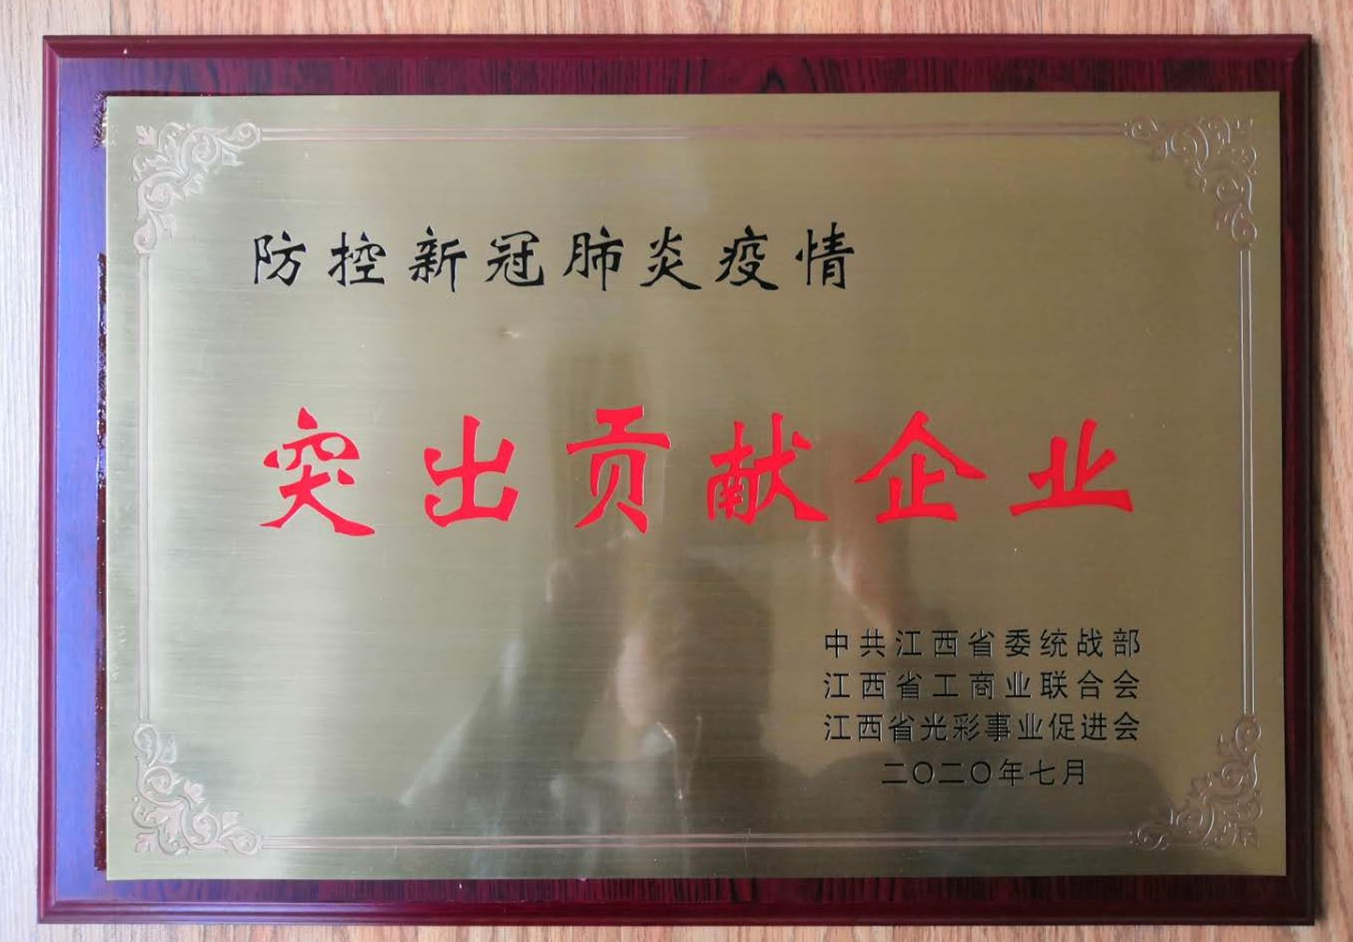 防控新冠肺炎疫情
突出贡献企业
中共江西省委统战部
江西省工商业联合会
江西省光彩事业促进会
二〇二〇年七月